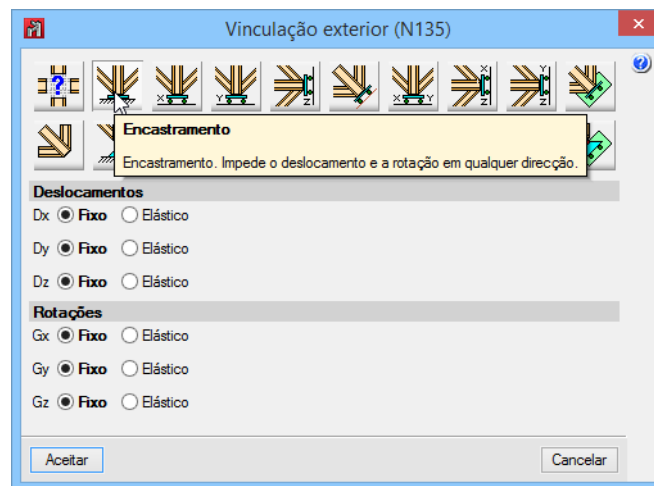 Vinculação exterior (N135)
Encastramento
Encastramento. Impede o deslocamento e a rotação em qualquer direcção.
Deslocamentos
Dx Fixo Elástico
Dy Fixo Elástico
Dz Fixo Elástico
Rotações
Gx Fixo Elástico
Gy Fixo Elástico
Gz Fixo Elástico
Aceitar Cancelar